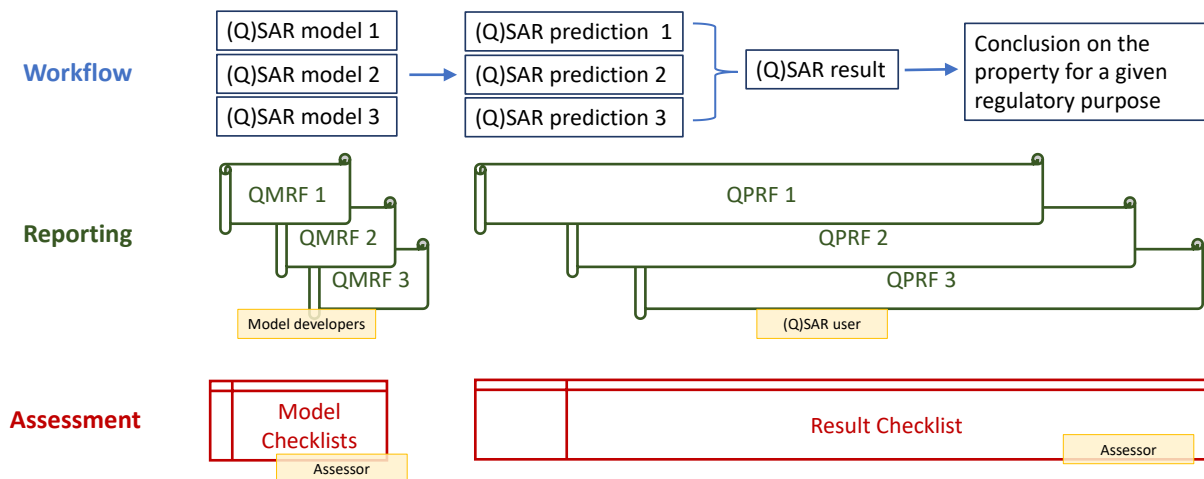 Workflow
(Q)SAR model 1
(Q)SAR model 2
(Q)SAR model 3
(Q)SAR prediction 1
(Q)SAR prediction 2
(Q)SAR prediction 3
(Q)SAR result
Conclusion on the
property for a given
regulatory purpose
Reporting
QMRF 1
QMRF 2
QMRF 3
Model developers
QPRF 1
QPRF 2
QPRF 3
(Q)SAR user
Assessment
Model
Checklists
Assessor
Result Checklist
Assessor